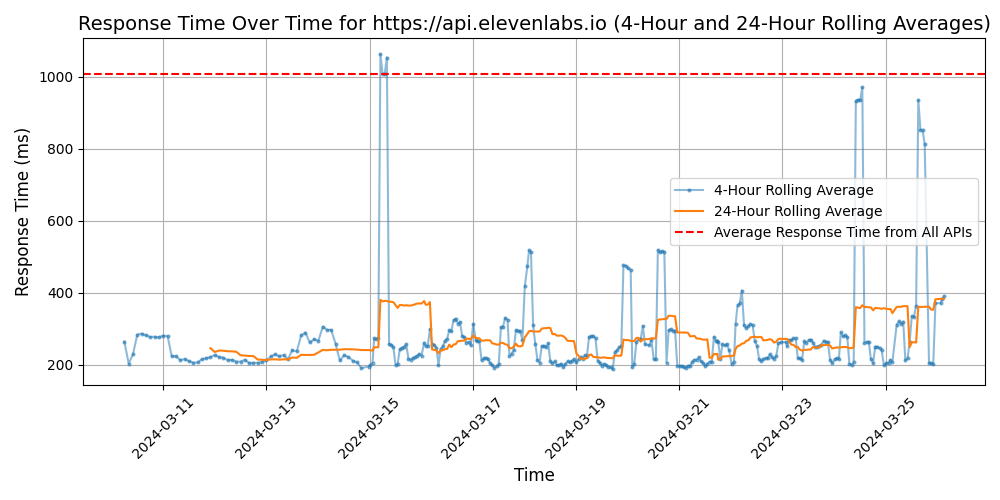 Response Time Over Time for https://api.elevenlabs.io (4-Hour and 24-Hour Rolling Averages)
Response Time (ms)
1000
800
600
400
200
4-Hour Rolling Average
24-Hour Rolling Average
Average Response Time from All APIs
2024-03-11
2024-03-13
2024-03-15
2024-03-17
2024-03-19
2024-03-21
2024-03-23
2024-03-25
Time